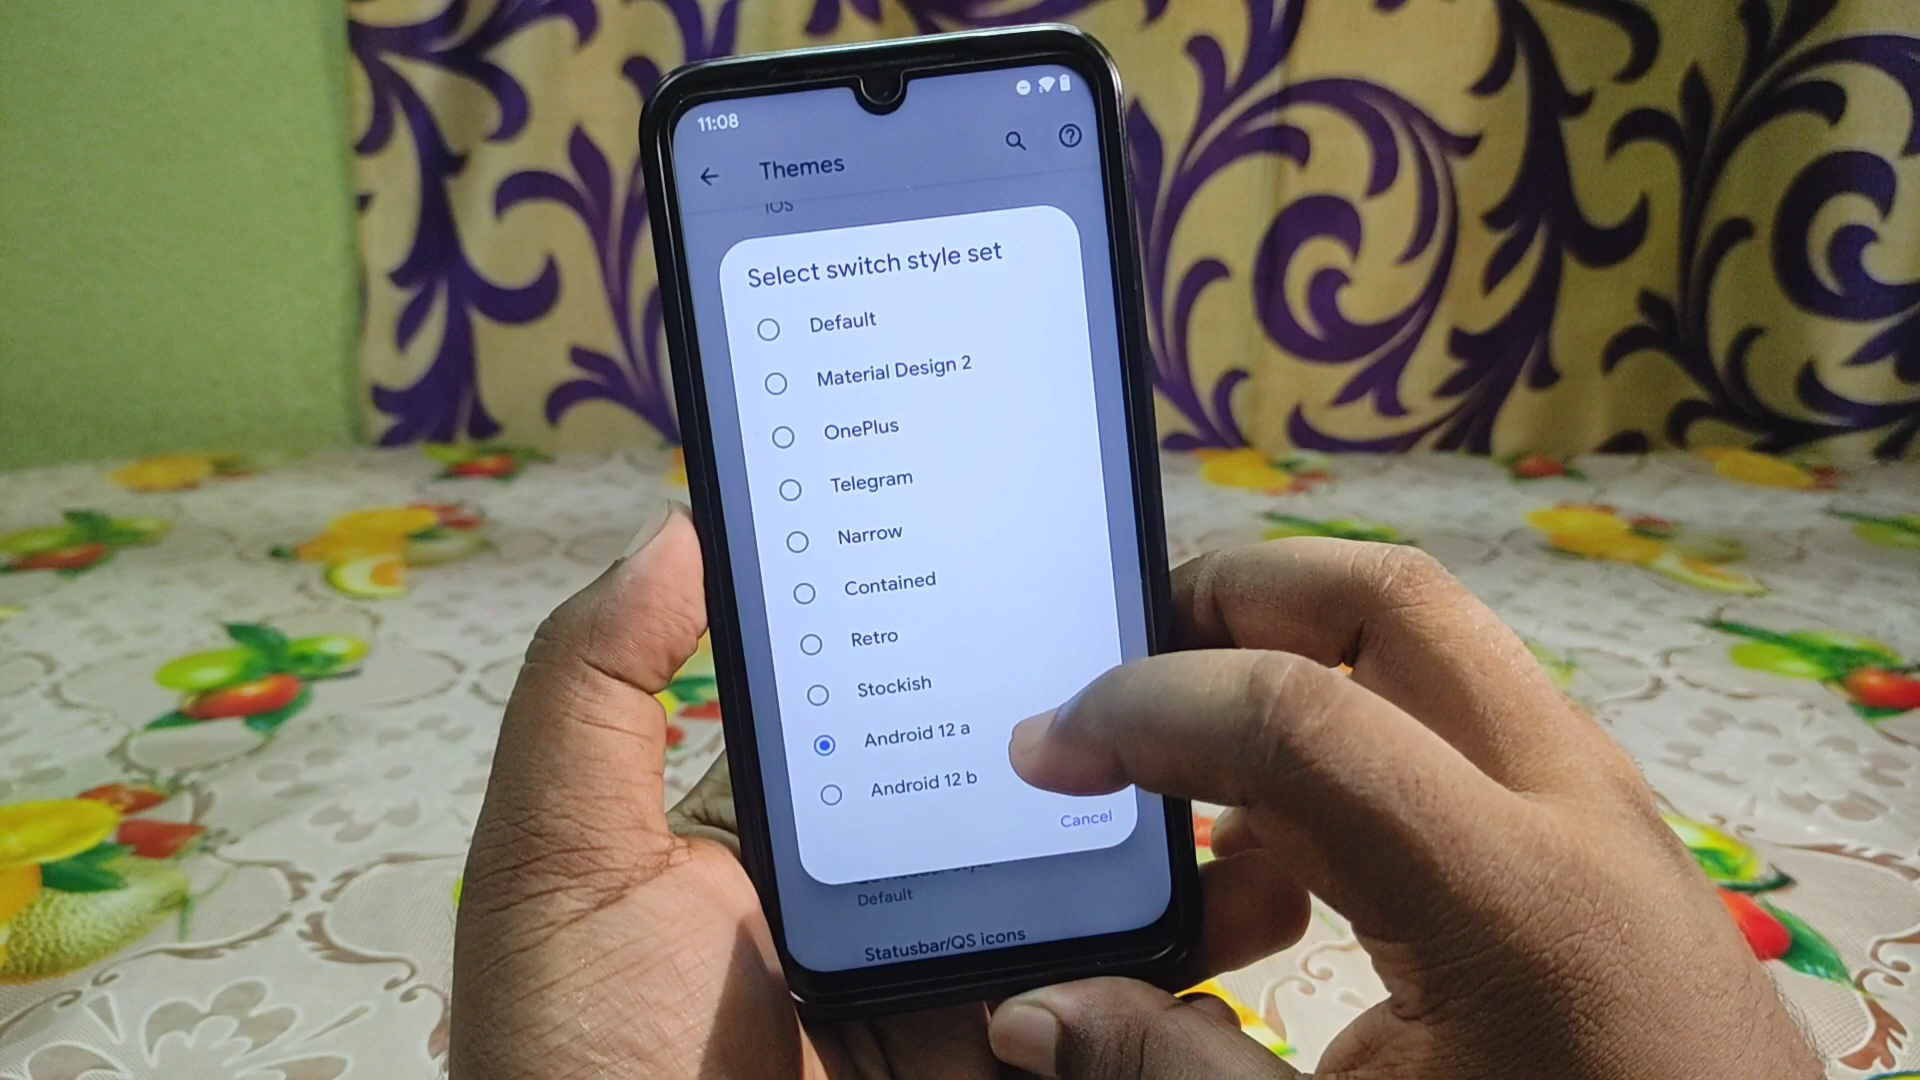 11:08
Themes
iOS
Select switch style set
Default
Material Design 2
OnePlus
Telegram
Narrow
Contained
Retro
Stockish
Android 12 a
Android 12 b
Cancel
Default
Statusbar/QS icons